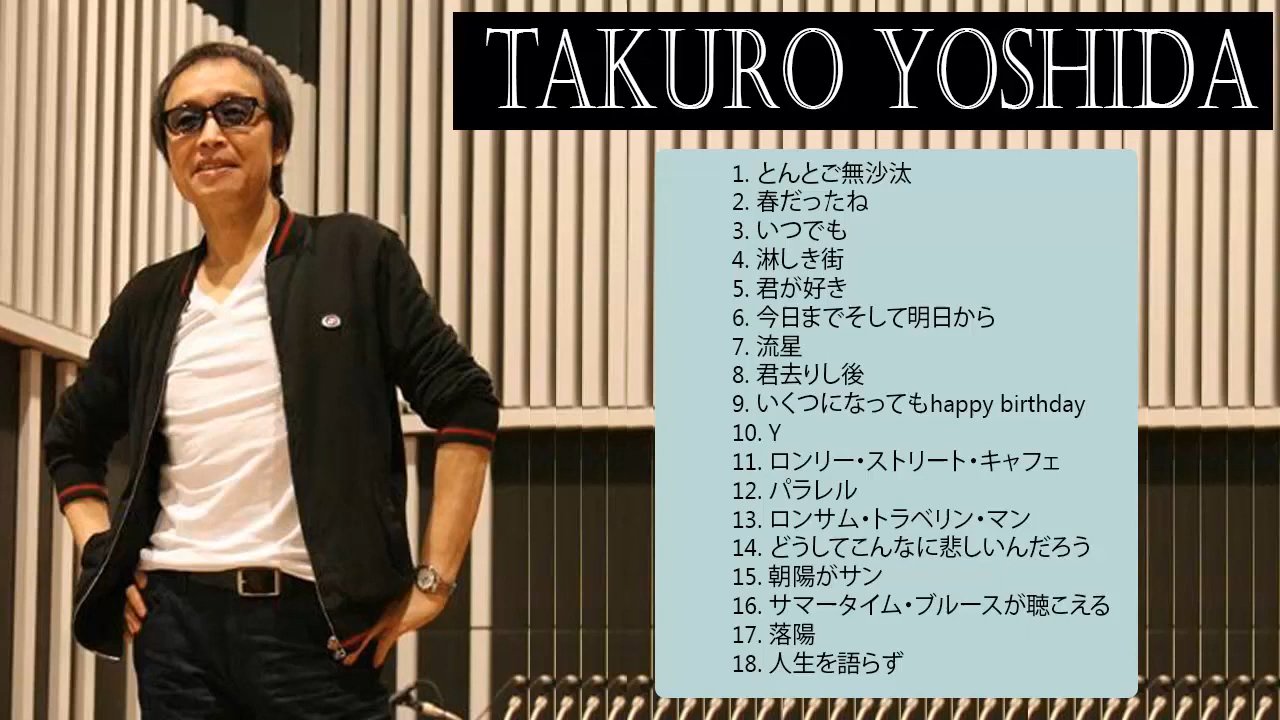 TAKURO YOSHIDA
1. とんとご無沙汰
2. 春だったね
3. いつでも
4. 淋しき街
5. 君が好き
6. 今日までそして明日から
7. 流星
8. 君去りし後
9. いくつになってもhappy birthday
10. Y
11. ロンリー・ストリート・キャフェ
12. パラレル
13. ロンサム・トラベリン・マン
14. どうしてこんなに悲しいんだろう
15. 朝陽がサン
16. サマータイム・ブルースが聴こえる
17. 落陽
18. 人生を語らず